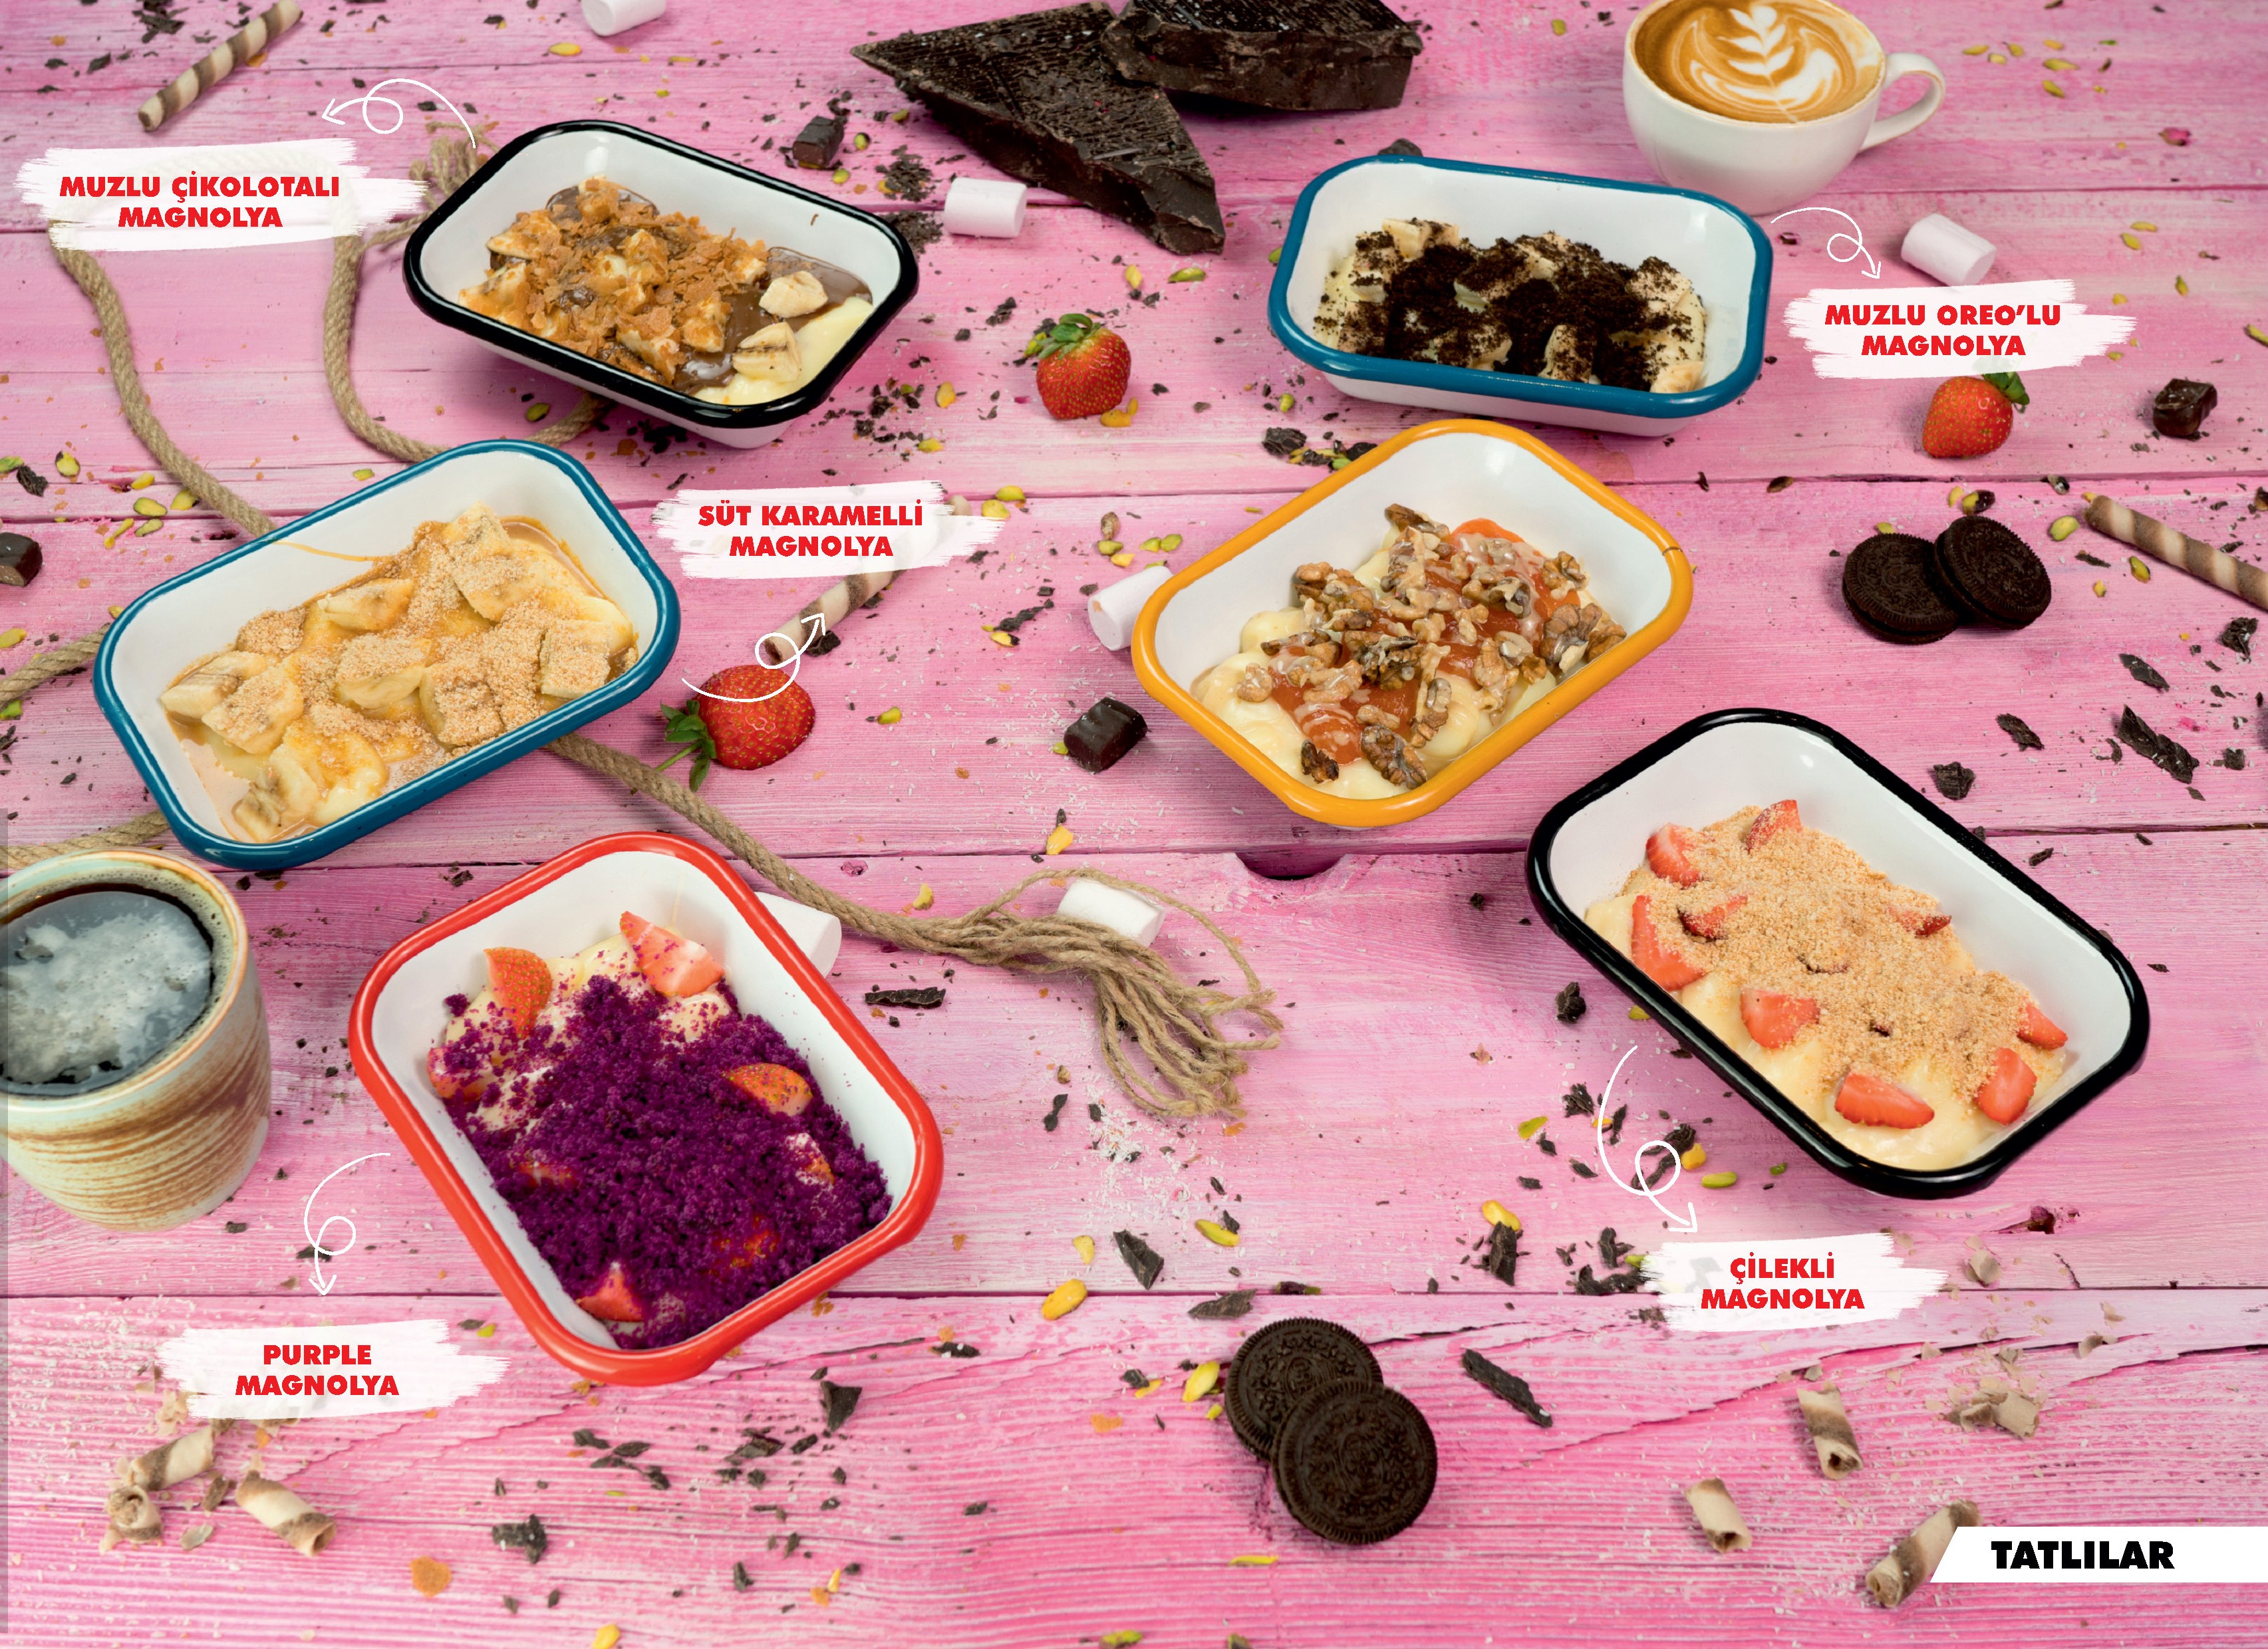 MUZLU ÇİKOLOTALI
MAGNOLYA
MUZLU OREO'LU
MAGNOLYA
SÜT KARAMELLİ
MAGNOLYA
PURPLE
MAGNOLYA
ÇİLEKLİ
MAGNOLYA
TATLILAR